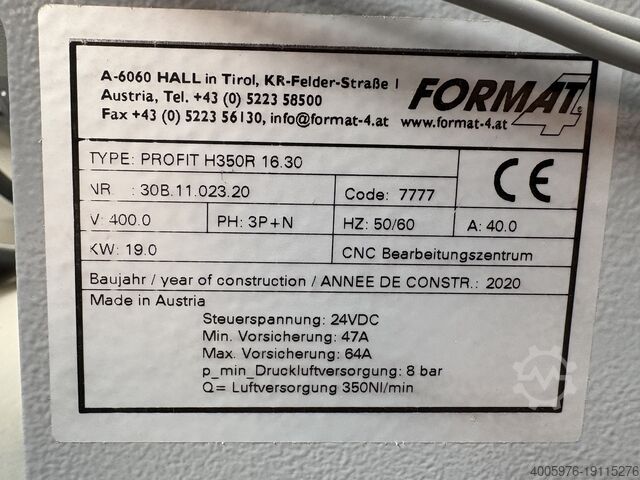 A-6060 HALL in Tirol, KR-Felder-Straße 1
Austria, Tel. +43 (0) 5223 58500
Fax +43 (0) 5223 56130, info@format-4.at
FORMAT 4
www.format-4.at
TYPE: PROFIT H350R 16.30
NR. : 30B.11.023.20 Code: 7777
CE
V: 400.0 PH: 3P+N HZ: 50/60 A: 40.0
KW: 19.0 CNC Bearbeitungszentrum
Baujahr / year of construction / ANNEE DE CONSTR.: 2020
Made in Austria
Steuerspannung: 24VDC
Min. Vorsicherung: 47A
Max. Vorsicherung: 64A
p_min_Druckluftversorgung: 8 bar
Q= Luftversorgung 350Nl/min
4005976-19115276